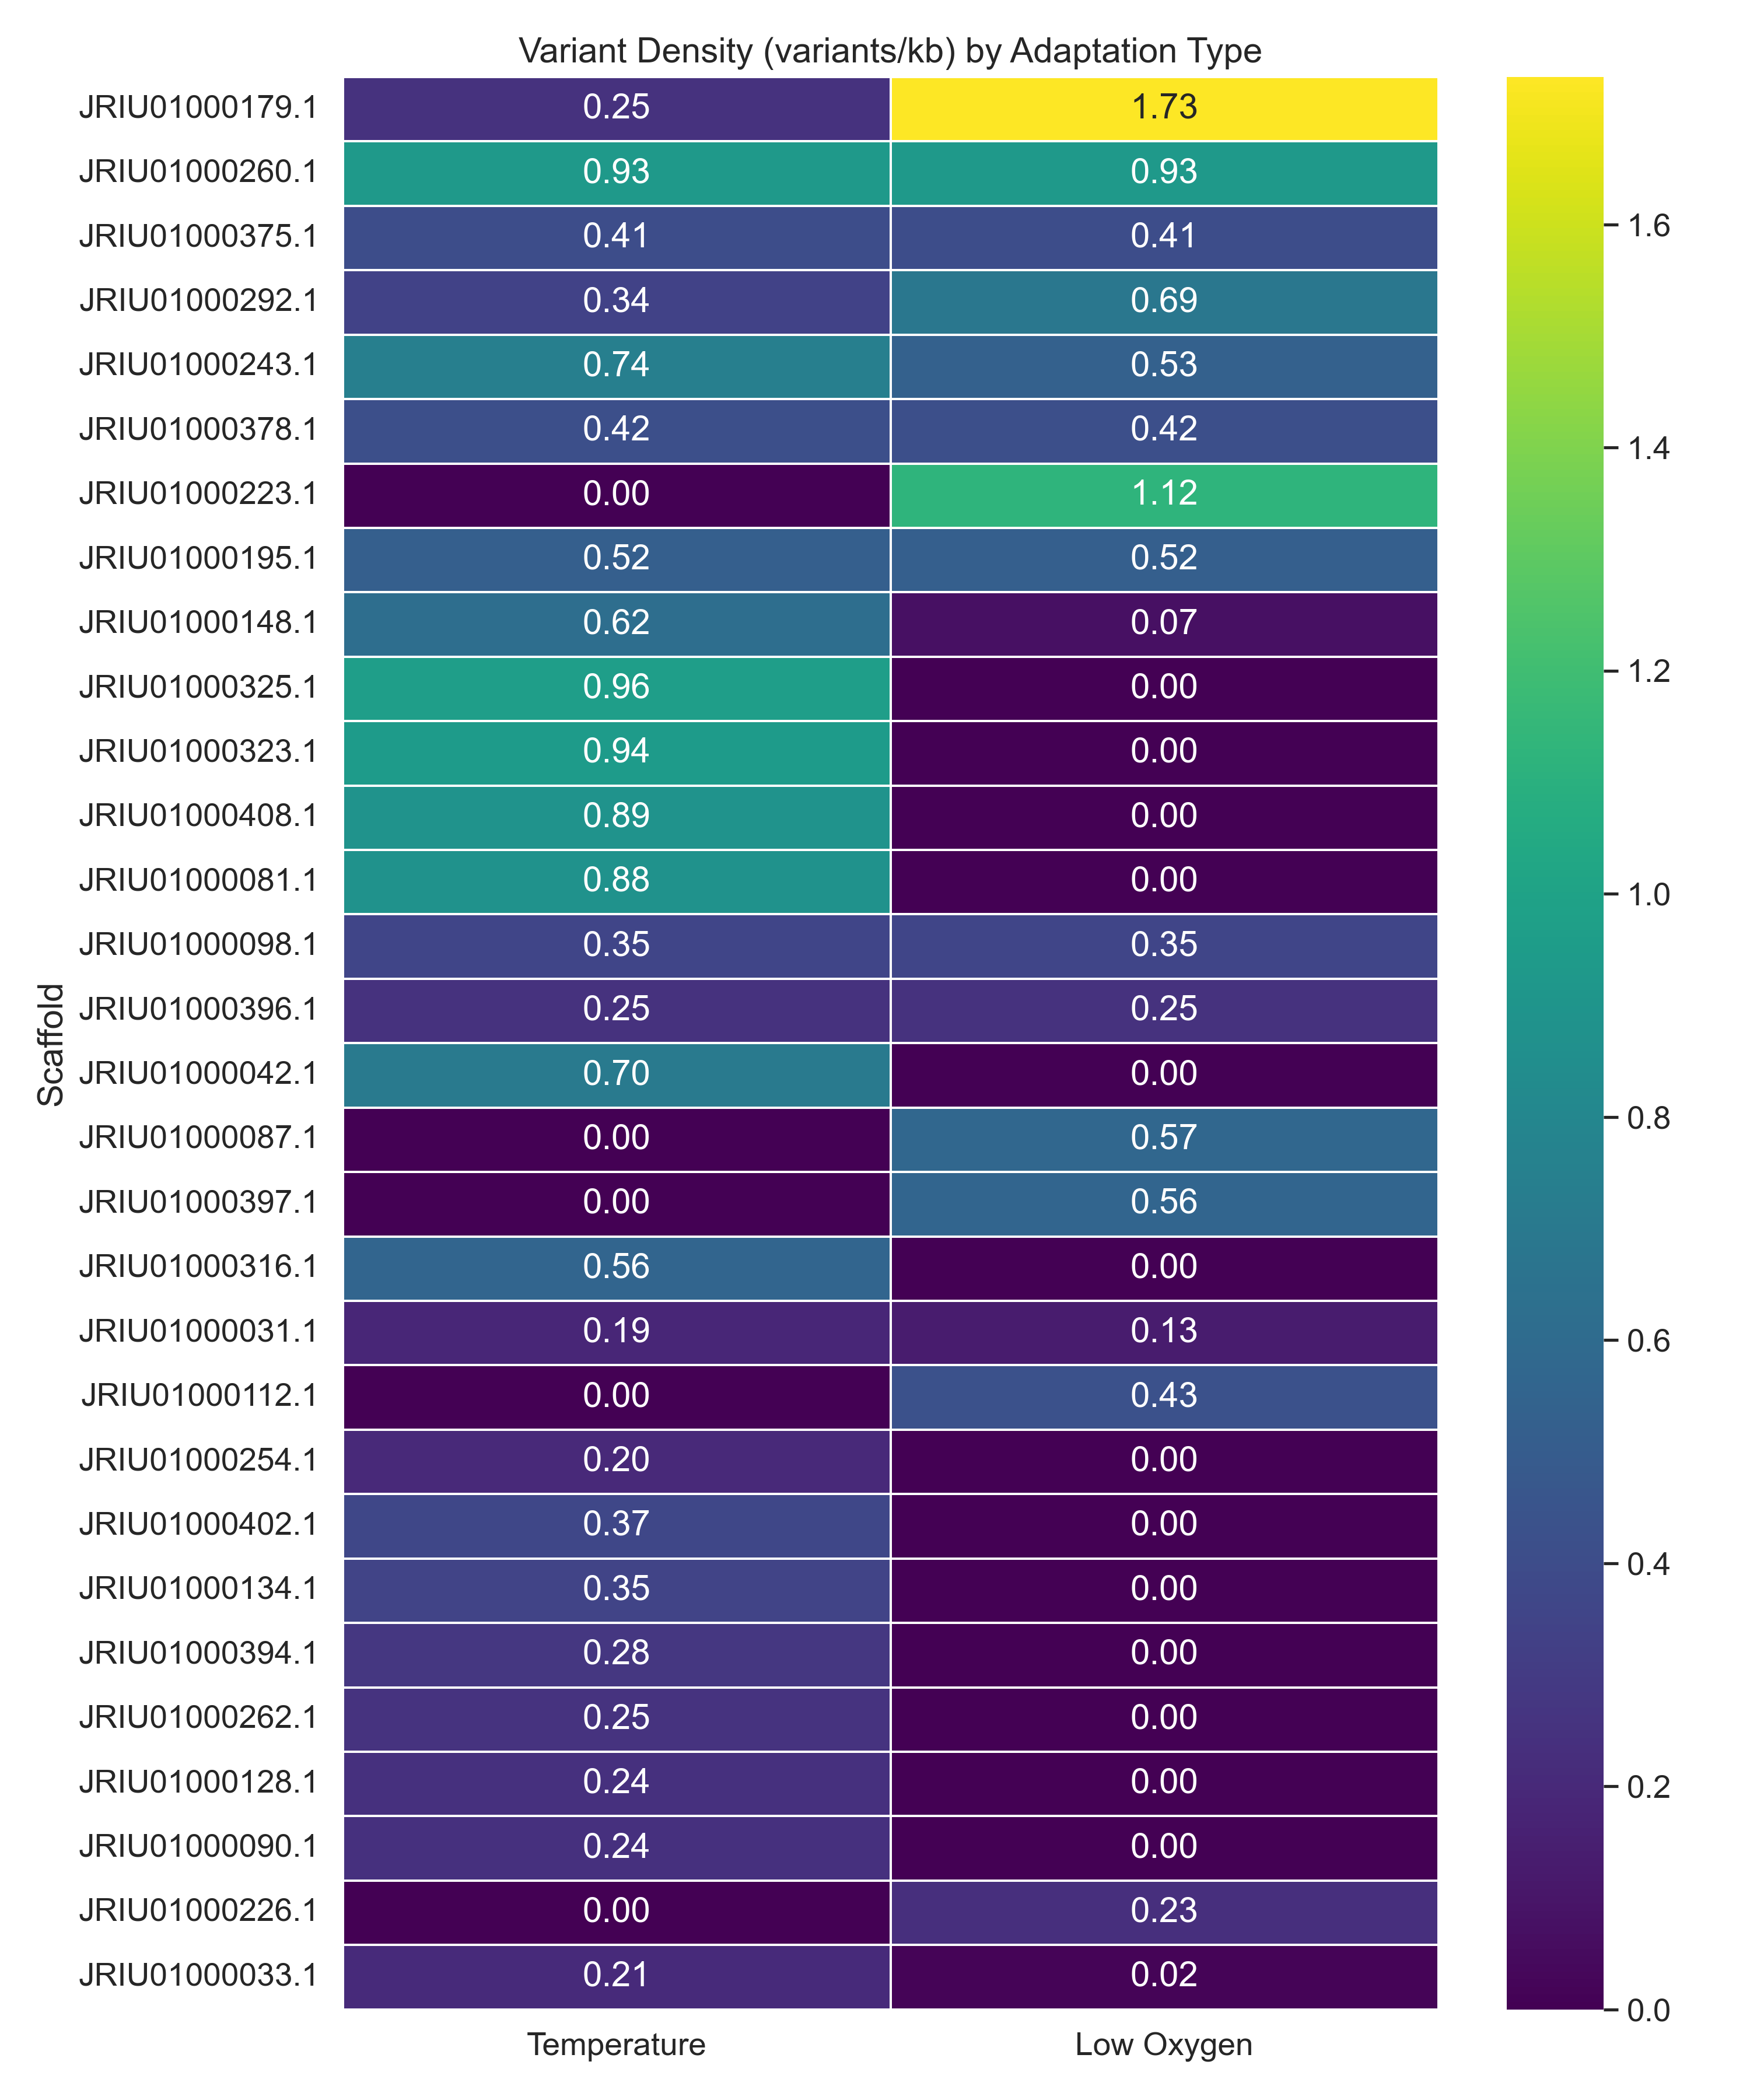 Variant Density (variants/kb) by Adaptation Type
JRIU01000179.1 0.25 1.73
JRIU01000260.1 0.93 0.93
JRIU01000375.1 0.41 0.41
JRIU01000292.1 0.34 0.69
JRIU01000243.1 0.74 0.53
JRIU01000378.1 0.42 0.42
JRIU01000223.1 0.00 1.12
JRIU01000195.1 0.52 0.52
JRIU01000148.1 0.62 0.07
JRIU01000325.1 0.96 0.00
JRIU01000323.1 0.94 0.00
JRIU01000408.1 0.89 0.00
JRIU01000081.1 0.88 0.00
JRIU01000098.1 0.35 0.35
JRIU01000396.1 0.25 0.25
JRIU01000042.1 0.70 0.00
JRIU01000087.1 0.00 0.57
JRIU01000397.1 0.00 0.56
JRIU01000316.1 0.56 0.00
JRIU01000031.1 0.19 0.13
JRIU01000112.1 0.00 0.43
JRIU01000254.1 0.20 0.00
JRIU01000402.1 0.37 0.00
JRIU01000134.1 0.35 0.00
JRIU01000394.1 0.28 0.00
JRIU01000262.1 0.25 0.00
JRIU01000128.1 0.24 0.00
JRIU01000090.1 0.24 0.00
JRIU01000226.1 0.00 0.23
JRIU01000033.1 0.21 0.02
Scaffold
Temperature Low Oxygen
1.6
1.4
1.2
1.0
0.8
0.6
0.4
0.2
0.0